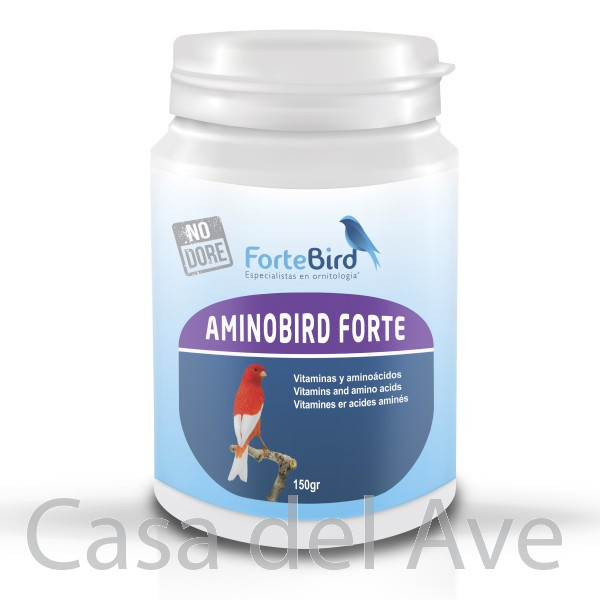 NO
DORE
ForteBird
Especialistas en ornitología®
AMINOBIRD FORTE
Vitaminas y aminoácidos
Vitamins and amino acids
Vitamines er acides aminés
150gr
Casa del Ave